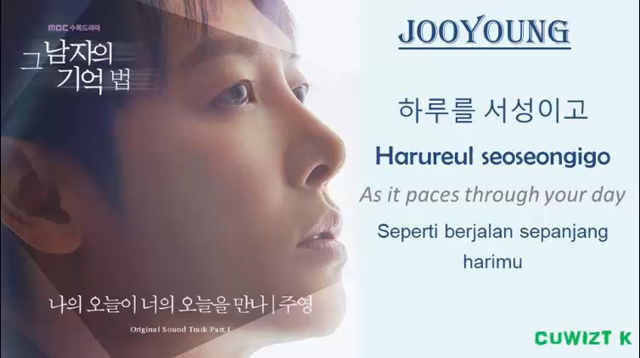 MBC 수목드라마
그 남자의
기억법
나의 오늘이 너의 오늘을 만나 | 주영
Original Sound Track Part.1
JOOYOUNG
하루를 서성이고
Harureul seoseongigo
As it paces through your day
Seperti berjalan sepanjang
harimu
CUWIZT K